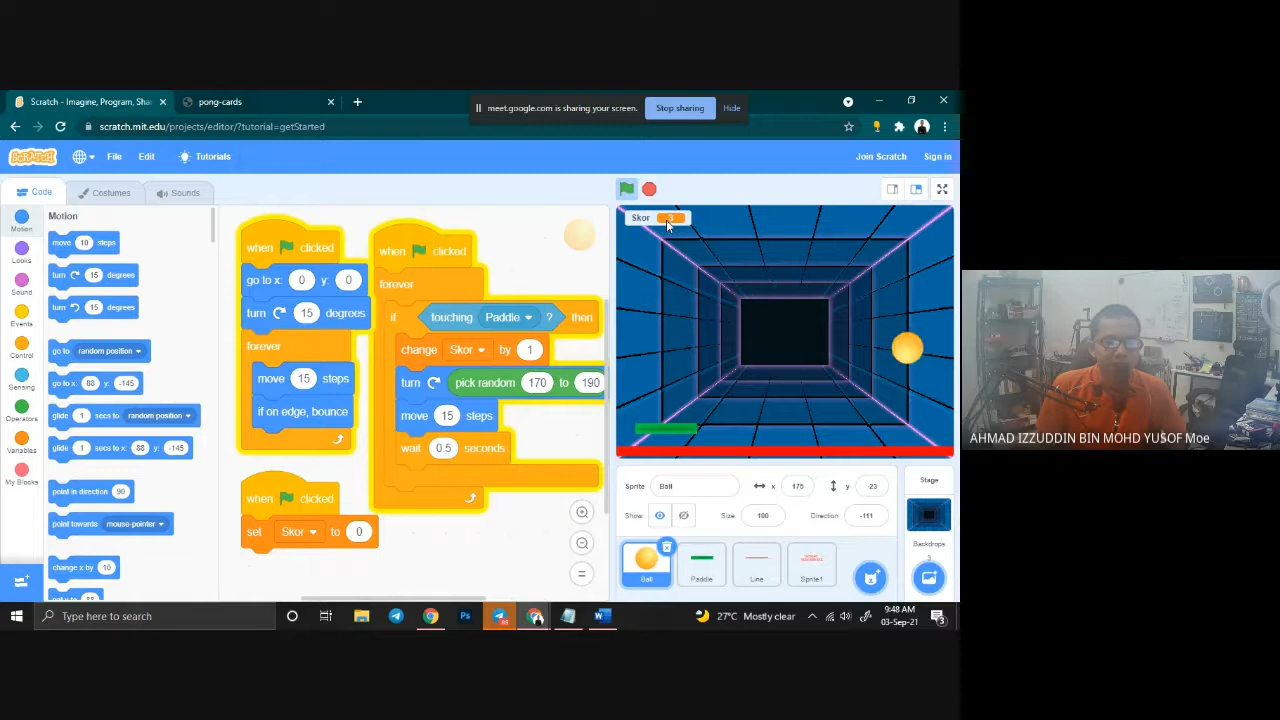 Scratch - Imagine, Program, Sha
pong-cards
meet.google.com is sharing your screen.
Stop sharing
Hide
scratch.mit.edu/projects/editor/?tutorial=getStarted
SCRATCH
File
Edit
Tutorials
Join Scratch
Sign in
Code
Costumes
Sounds
Motion
Looks
Sound
Events
Control
Sensing
Operators
Variables
My Blocks
Motion
move 10 steps
turn 15 degrees
turn 15 degrees
go to random position
go to x: 88 y: -145
glide 1 secs to random position
glide 1 secs to x: 88 y: -145
point in direction 90
point towards mouse-pointer
change x by 10
when clicked
go to x: 0 y: 0
turn 15 degrees
forever
move 15 steps
if on edge, bounce
when clicked
set Skor to 0
when clicked
forever
if touching Paddle ? then
change Skor by 1
turn pick random 170 to 190
move 15 steps
wait 0.5 seconds
Skor 3
Sprite Ball x 175 y -23
Show Size 100 Direction -111
Ball
Paddle
Line
Sprite1
Stage
Backdrops
3
AHMAD IZZUDDIN BIN MOHD YUSOF Moe
Type here to search
27°C Mostly clear
9:48 AM
03-Sep-21